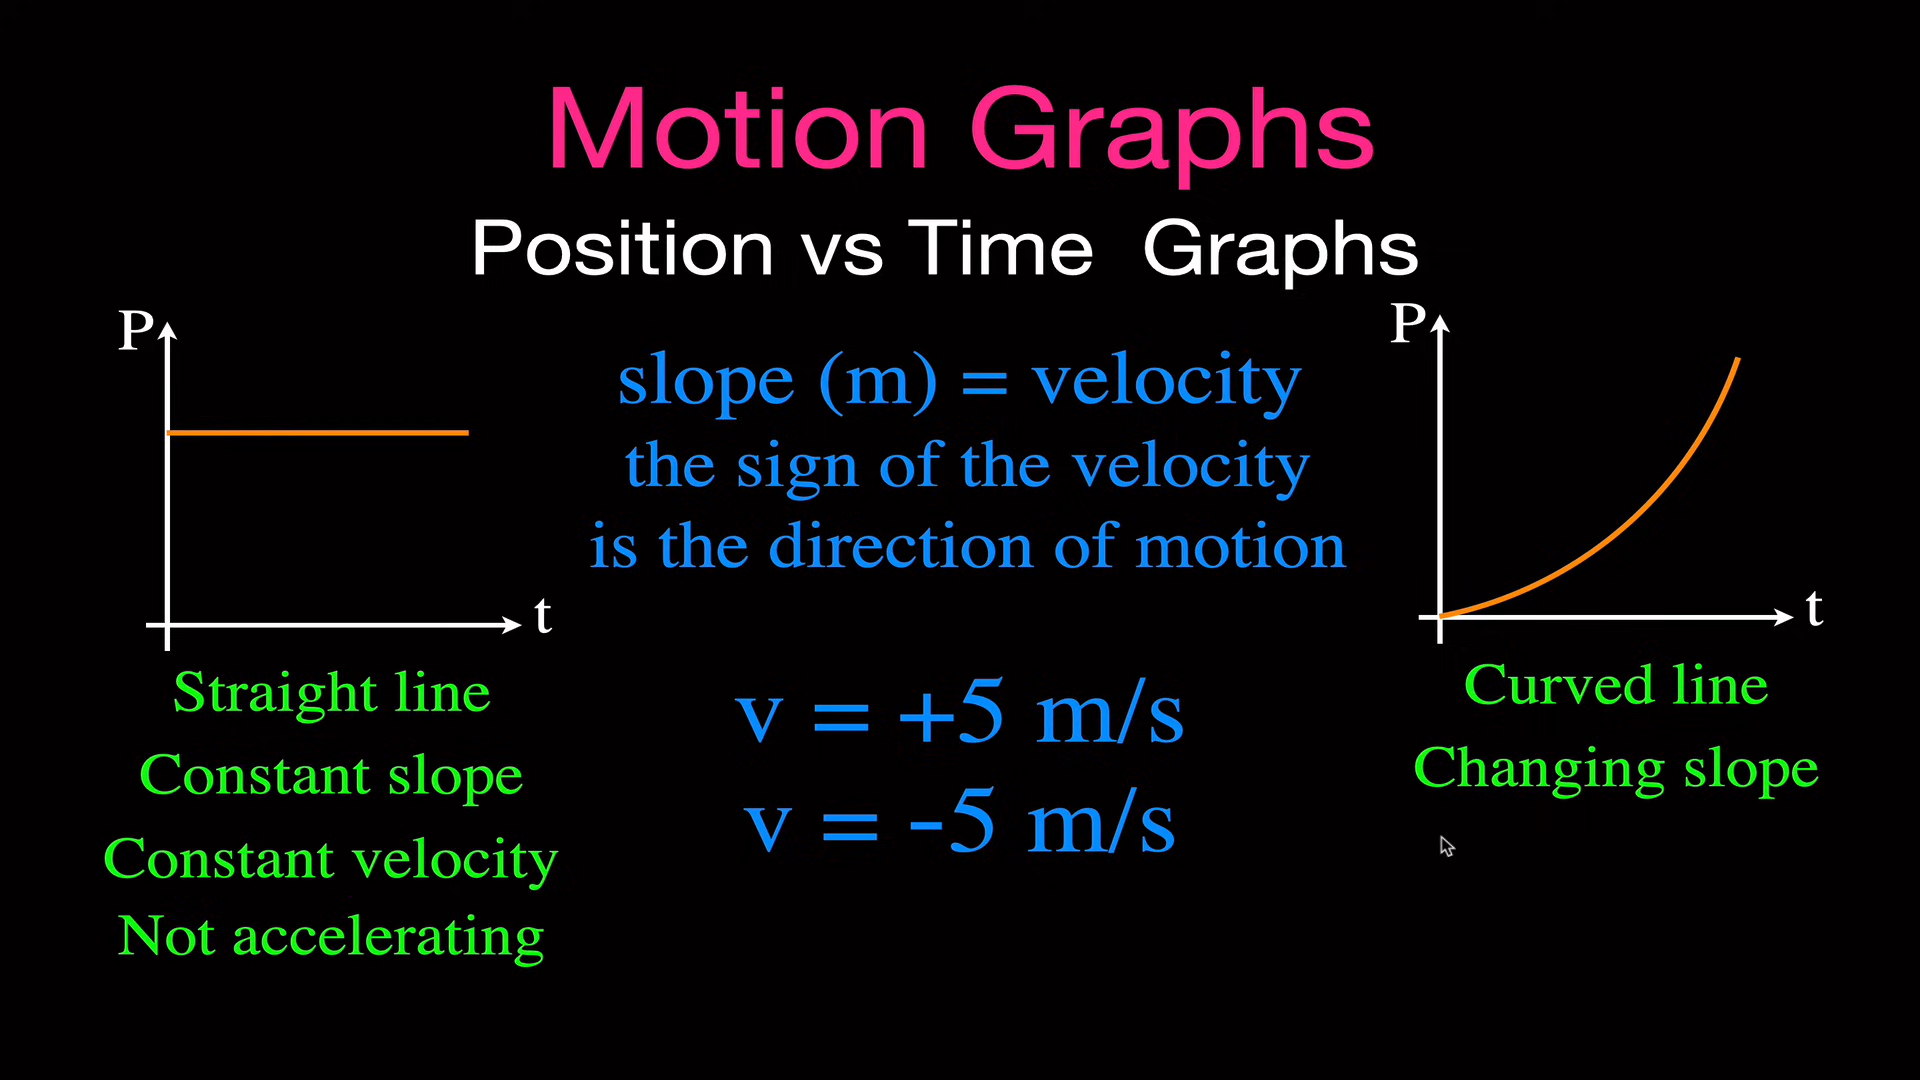 Motion Graphs
Position vs Time Graphs
P
t
Straight line
Constant slope
Constant velocity
Not accelerating
slope (m) = velocity
the sign of the velocity
is the direction of motion
v = +5 m/s
v = -5 m/s
P
t
Curved line
Changing slope